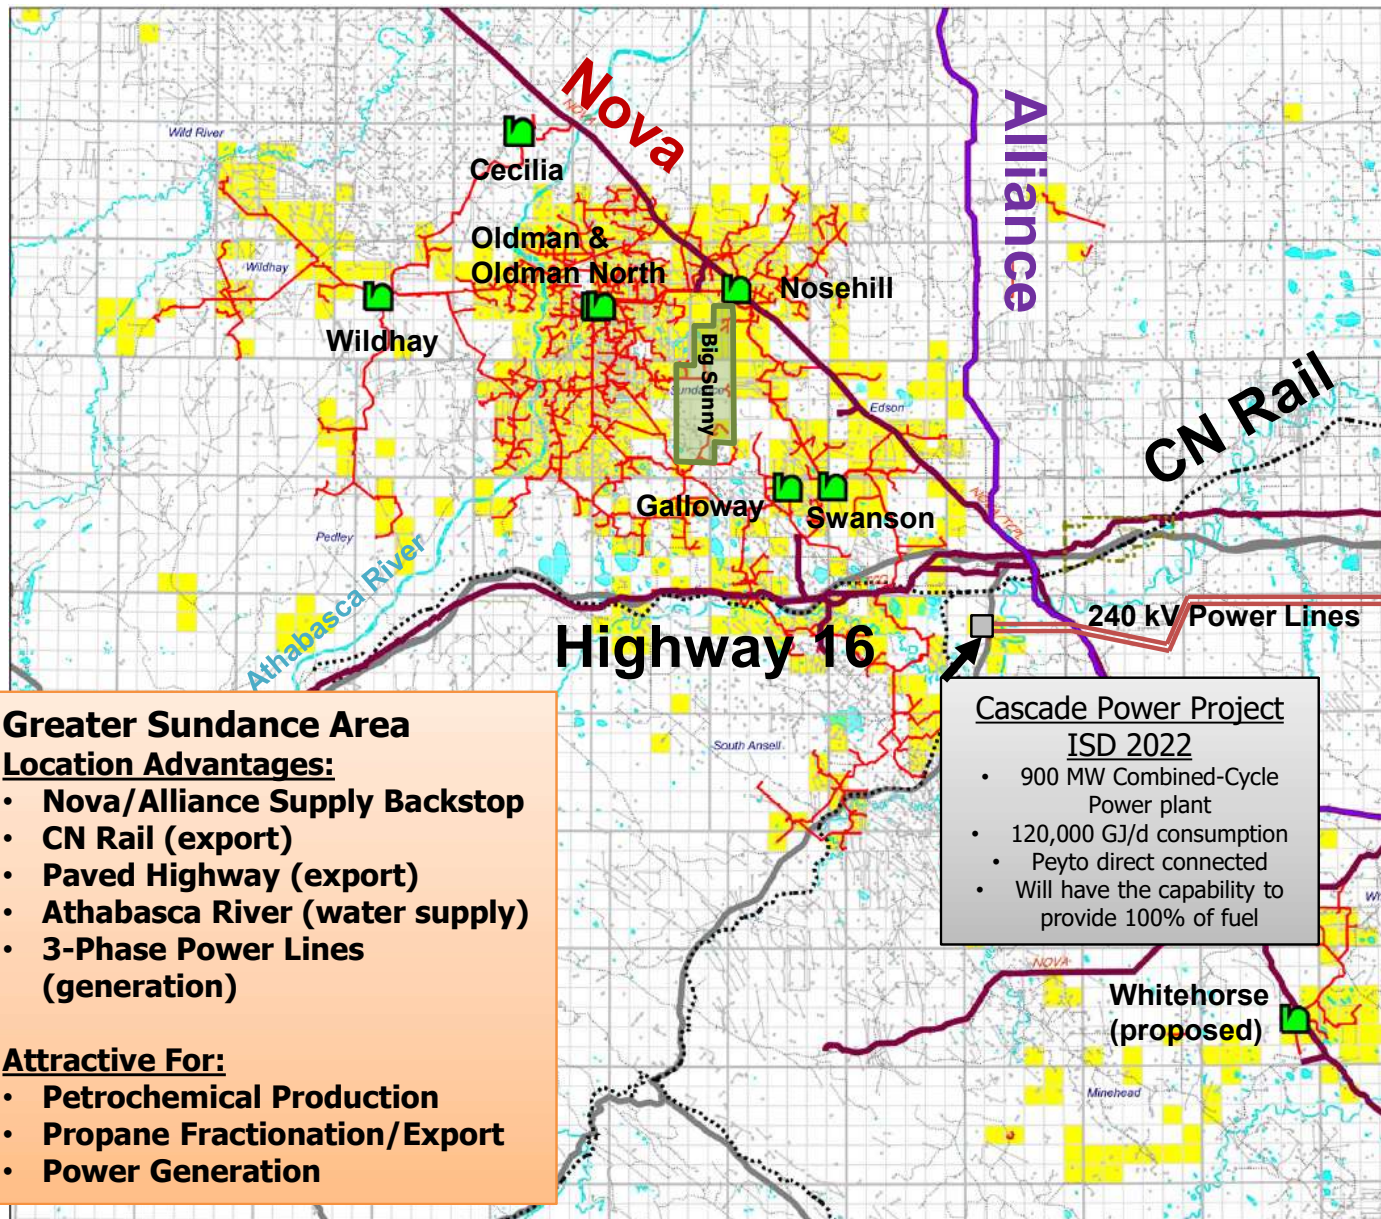 Nova
NOVA
Alliance
Wild River
Cecilia
Oldman &
Oldman North
Wildhay
Nosehill
Wildhay
Big Sunny
Sundance
Edson
CN Rail
Galloway
Swanson
Pedley
Athabasca River
Highway 16
240 kV Power Lines
South Ansell
Greater Sundance Area
Location Advantages:
• Nova/Alliance Supply Backstop
• CN Rail (export)
• Paved Highway (export)
• Athabasca River (water supply)
• 3-Phase Power Lines
(generation)
Attractive For:
• Petrochemical Production
• Propane Fractionation/Export
• Power Generation
Cascade Power Project
ISD 2022
• 900 MW Combined-Cycle
Power plant
• 120,000 GJ/d consumption
• Peyto direct connected
• Will have the capability to
provide 100% of fuel
NOVA
Whitehorse
(proposed)
Minehead